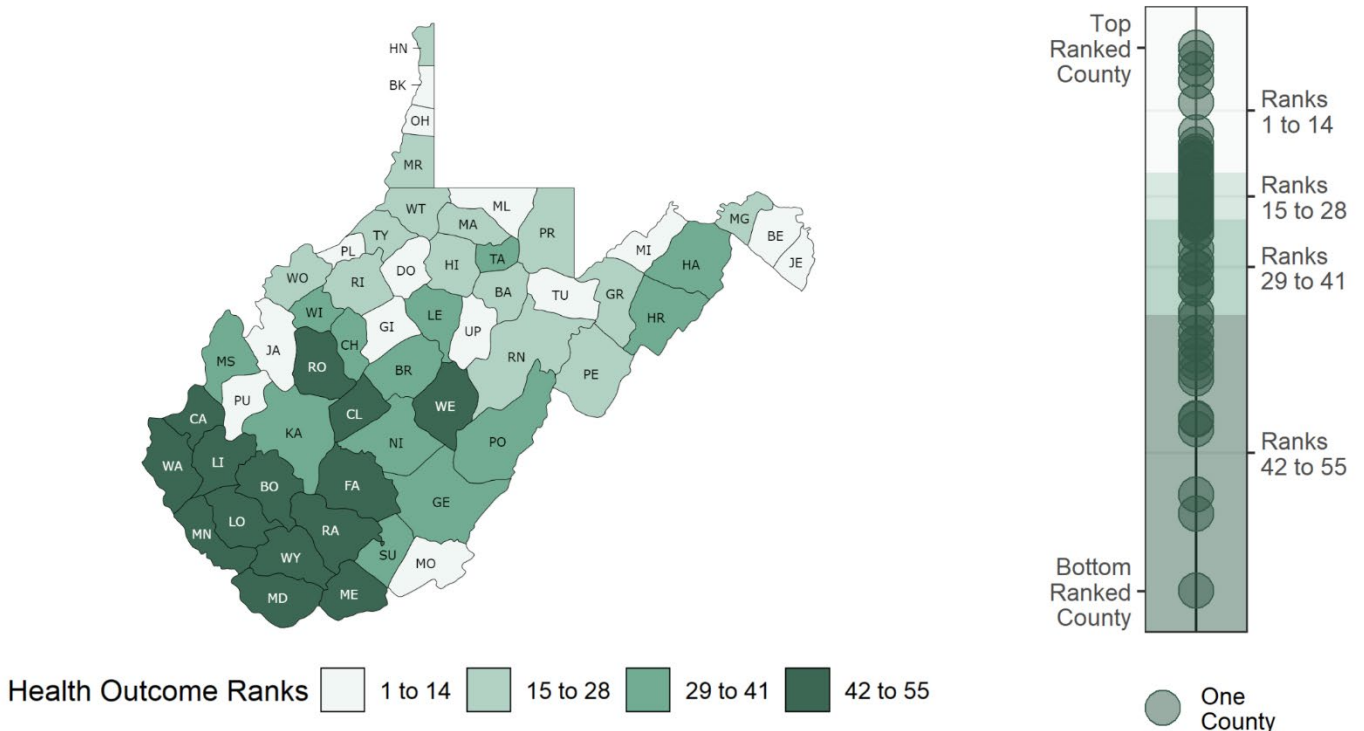 HN
BK
OH
MR
WT
ML
MA
PR
TY
PL
DO
HI
TA
WO
RI
BA
TU
GR
MI
HA
MG
BE
JE
WI
LE
UP
HR
JA
CH
GI
RN
MS
RO
BR
PE
PU
CL
WE
CA
KA
NI
PO
WA
LI
BO
FA
GE
MN
LO
RA
WY
SU
MO
MD
ME
Health Outcome Ranks
1 to 14
15 to 28
29 to 41
42 to 55
Top
Ranked
County
Ranks
1 to 14
Ranks
15 to 28
Ranks
29 to 41
Ranks
42 to 55
Bottom
Ranked
County
One
County